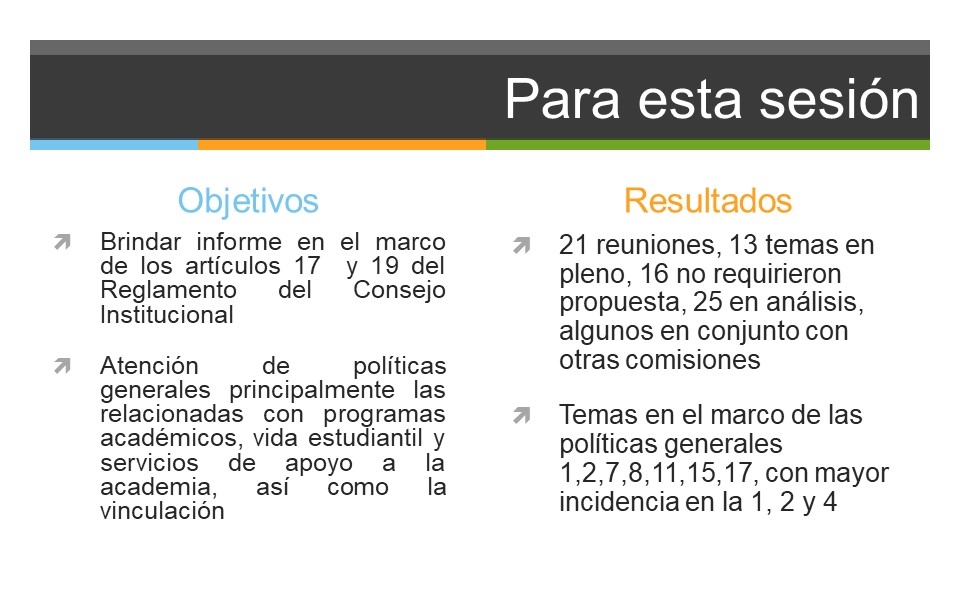 Para esta sesión
Objetivos
Brindar informe en el marco
de los artículos 17 y 19 del
Reglamento del Consejo
Institucional
Atención de políticas
generales principalmente las
relacionadas con programas
académicos, vida estudiantil y
servicios de apoyo a la
academia, así como la
vinculación
Resultados
21 reuniones, 13 temas en
pleno, 16 no requirieron
propuesta, 25 en análisis,
algunos en conjunto con
otras comisiones
Temas en el marco de las
políticas generales
1,2,7,8,11,15,17, con mayor
incidencia en la 1, 2 y 4